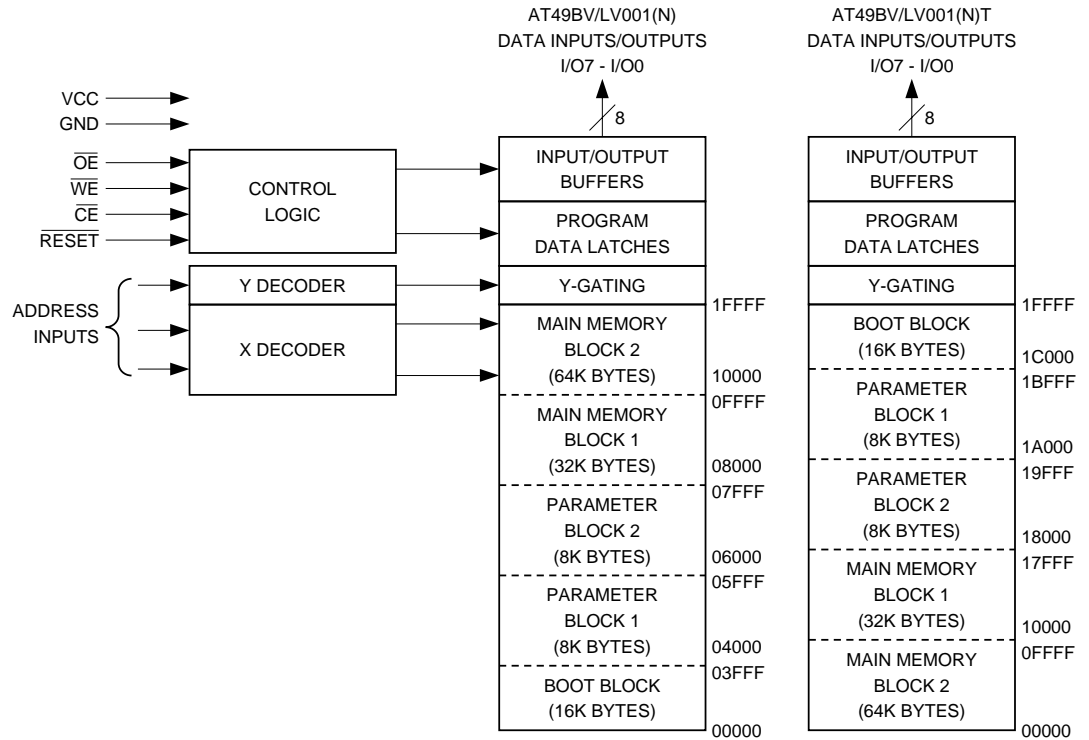 AT49BV/LV001(N)
DATA INPUTS/OUTPUTS
I/O7 - I/O0
8
AT49BV/LV001(N)T
DATA INPUTS/OUTPUTS
I/O7 - I/O0
8
VCC
GND
OE
WE
CE
RESET
ADDRESS
INPUTS
CONTROL
LOGIC
Y DECODER
X DECODER
INPUT/OUTPUT
BUFFERS
PROGRAM
DATA LATCHES
Y-GATING
1FFFF
MAIN MEMORY
BLOCK 2
(64K BYTES)
10000
0FFFF
MAIN MEMORY
BLOCK 1
(32K BYTES)
08000
07FFF
PARAMETER
BLOCK 2
(8K BYTES)
06000
05FFF
PARAMETER
BLOCK 1
(8K BYTES)
04000
03FFF
BOOT BLOCK
(16K BYTES)
00000
INPUT/OUTPUT
BUFFERS
PROGRAM
DATA LATCHES
Y-GATING
1FFFF
BOOT BLOCK
(16K BYTES)
1C000
1BFFF
PARAMETER
BLOCK 1
(8K BYTES)
1A000
19FFF
PARAMETER
BLOCK 2
(8K BYTES)
18000
17FFF
MAIN MEMORY
BLOCK 1
(32K BYTES)
10000
0FFFF
MAIN MEMORY
BLOCK 2
(64K BYTES)
00000